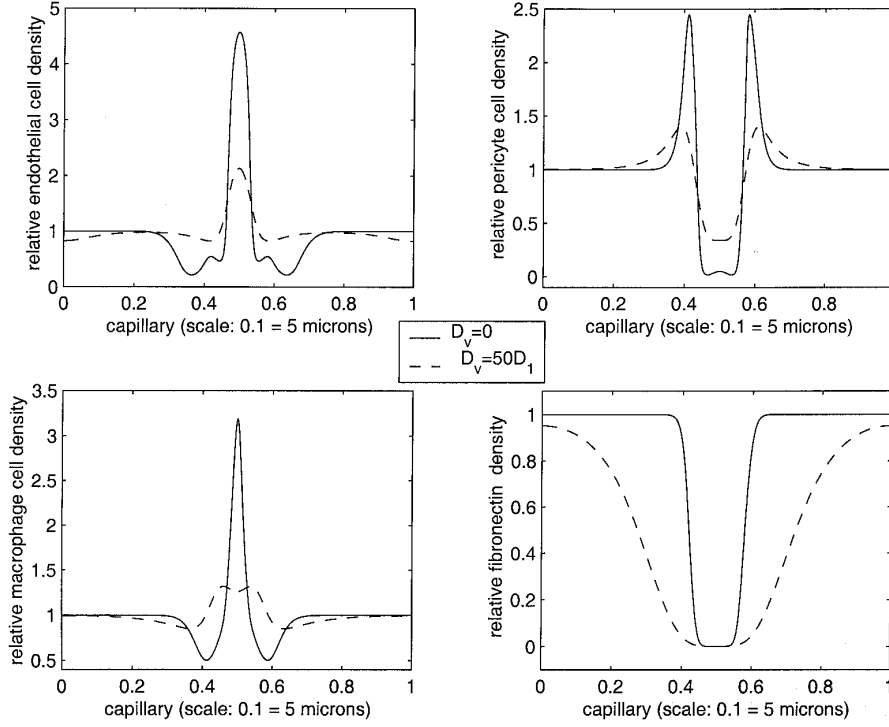 relative endothelial cell density
5
4
3
2
1
0
0 0.2 0.4 0.6 0.8 1
capillary (scale: 0.1 = 5 microns)
relative pericyte cell density
2.5
2
1.5
1
0.5
0
0 0.2 0.4 0.6 0.8 1
capillary (scale: 0.1 = 5 microns)
D_v=0
D_v=50D_1
relative macrophage cell density
3.5
3
2.5
2
1.5
1
0.5
0 0.2 0.4 0.6 0.8 1
capillary (scale: 0.1 = 5 microns)
relative fibronectin density
1
0.8
0.6
0.4
0.2
0
0 0.2 0.4 0.6 0.8 1
capillary (scale: 0.1 = 5 microns)